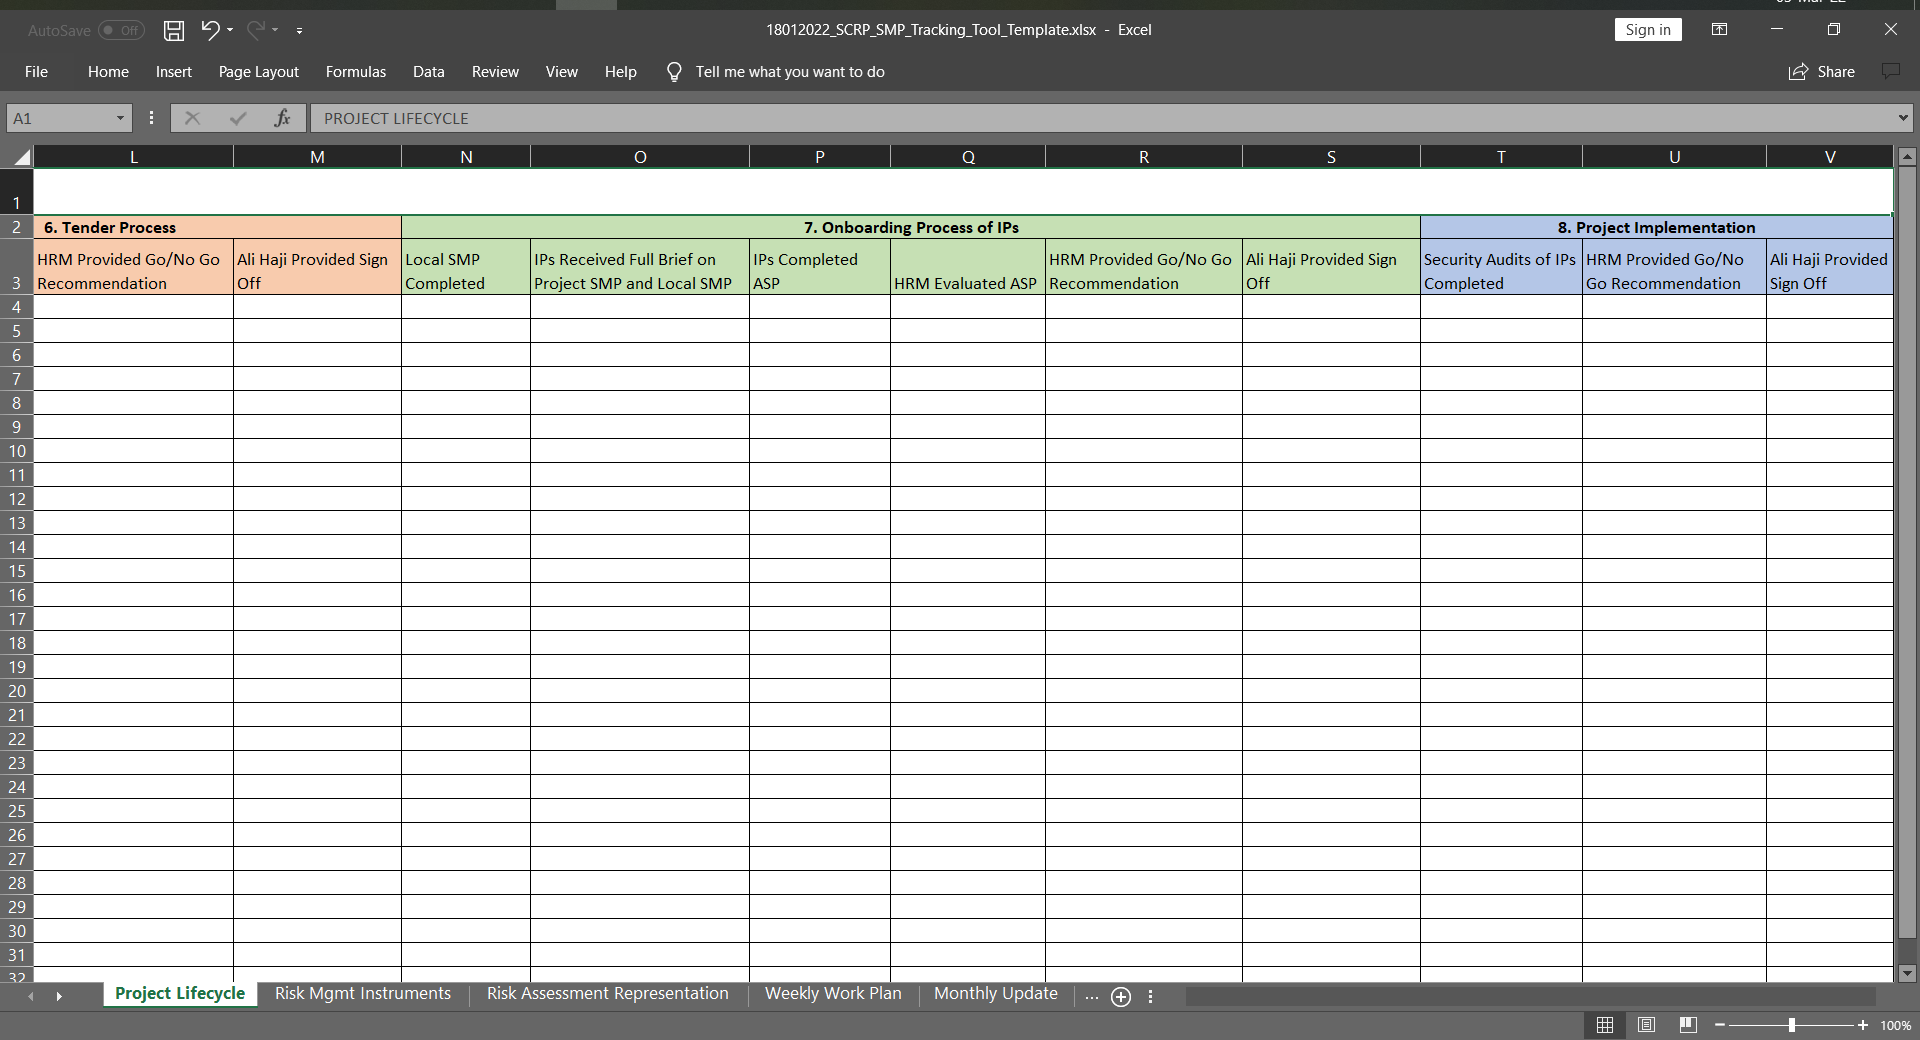 AutoSave Off
18012022_SCRP_SMP_Tracking_Tool_Template.xlsx - Excel
Sign in
File Home Insert Page Layout Formulas Data Review View Help Tell me what you want to do
Share
A1 fx PROJECT LIFECYCLE
L M N O P Q R S T U V
1
2 6. Tender Process 7. Onboarding Process of IPs 8. Project Implementation
HRM Provided Go/No Go Ali Haji Provided Sign Local SMP IPs Received Full Brief on IPs Completed HRM Provided Go/No Go Ali Haji Provided Sign Security Audits of IPs HRM Provided Go/No Ali Haji Provided
3 Recommendation Off Completed Project SMP and Local SMP ASP HRM Evaluated ASP Recommendation Off Completed Go Recommendation Sign Off
4
5
6
7
8
9
10
11
12
13
14
15
16
17
18
19
20
21
22
23
24
25
26
27
28
29
30
31
32
Project Lifecycle Risk Mgmt Instruments Risk Assessment Representation Weekly Work Plan Monthly Update ...
100%